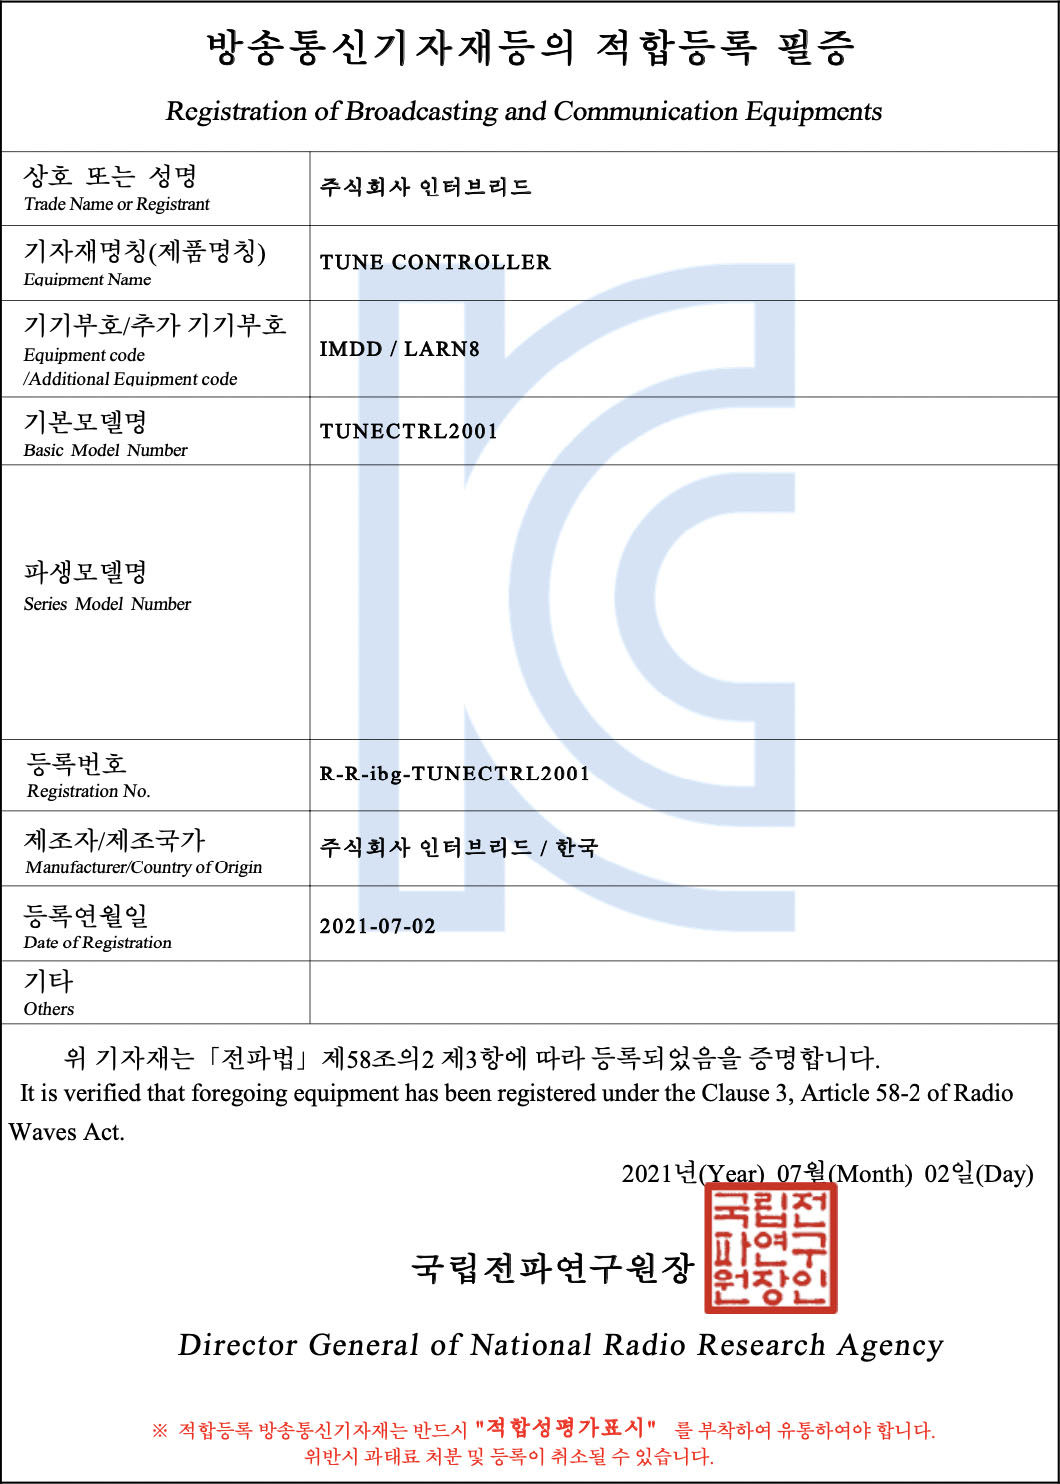 방송통신기자재등의 적합등록 필증
Registration of Broadcasting and Communication Equipments
상호 또는 성명
Trade Name or Registrant
주식회사 인터브리드
기자재명칭(제품명칭)
Equipment Name
TUNE CONTROLLER
기기부호/추가 기기부호
Equipment code
/Additional Equipment code
IMDD / LARN8
기본모델명
Basic Model Number
TUNECTRL2001
파생모델명
Series Model Number
등록번호
Registration No.
R-R-ibg-TUNECTRL2001
제조자/제조국가
Manufacturer/Country of Origin
주식회사 인터브리드 / 한국
등록연월일
Date of Registration
2021-07-02
기타
Others
위 기자재는「전파법」제58조의2 제3항에 따라 등록되었음을 증명합니다.
It is verified that foregoing equipment has been registered under the Clause 3, Article 58-2 of Radio
Waves Act.
2021년(Year) 07월(Month) 02일(Day)
국립전파연구원장
국립전
파연구
원장인
Director General of National Radio Research Agency
※ 적합등록 방송통신기자재는 반드시 "적합성평가표시" 를 부착하여 유통하여야 합니다.
위반시 과태료 처분 및 등록이 취소될 수 있습니다.